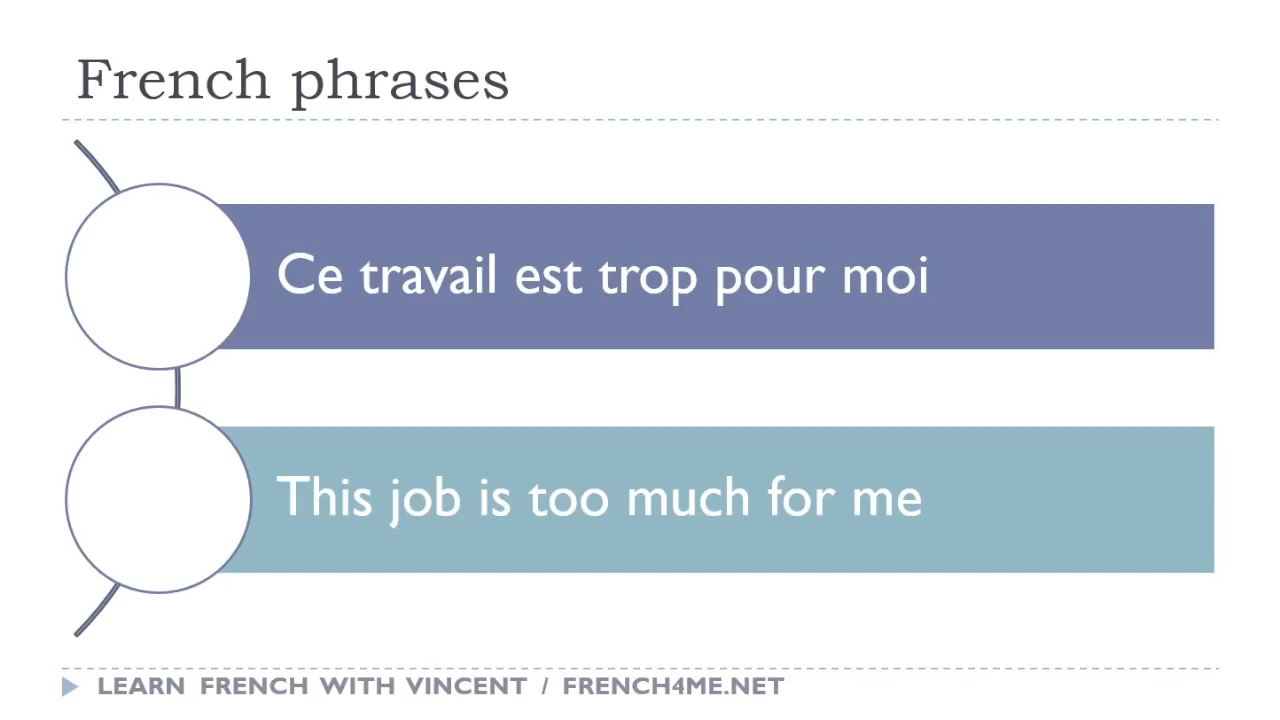 French phrases
Ce travail est trop pour moi
This job is too much for me
LEARN FRENCH WITH VINCENT / FRENCH4ME.NET